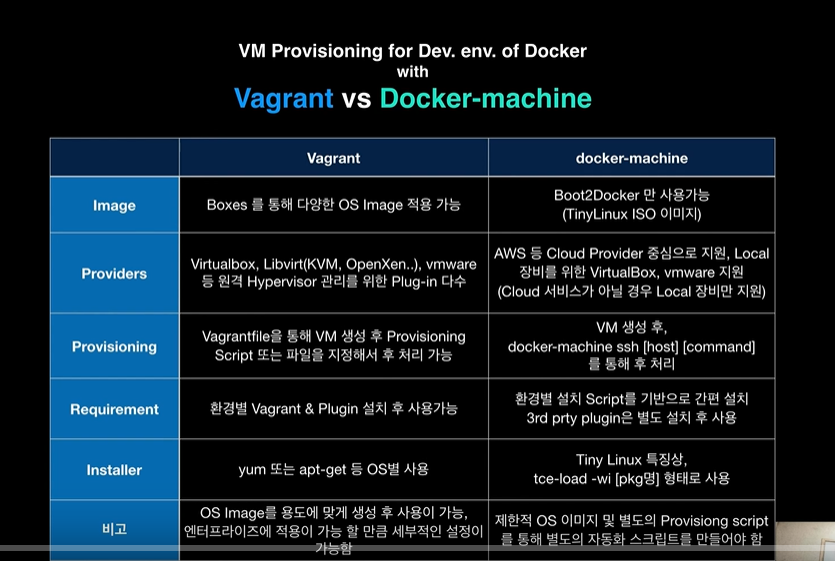 VM Provisioning for Dev. env. of Docker
with
Vagrant vs Docker-machine
Vagrant
docker-machine
Image
Boxes 를 통해 다양한 OS Image 적용 가능
Boot2Docker 만 사용가능
(TinyLinux ISO 이미지)
Providers
Virtualbox, Libvirt(KVM, OpenXen..), vmware
등 원격 Hypervisor 관리를 위한 Plug-in 다수
AWS 등 Cloud Provider 중심으로 지원, Local
장비를 위한 VirtualBox, vmware 지원
(Cloud 서비스가 아닐 경우 Local 장비만 지원)
Provisioning
Vagrantfile을 통해 VM 생성 후 Provisioning
Script 또는 파일을 지정해서 후 처리 가능
VM 생성 후,
docker-machine ssh [host] [command]
를 통해 후 처리
Requirement
환경별 Vagrant & Plugin 설치 후 사용가능
환경별 설치 Script를 기반으로 간편 설치
3rd prty plugin은 별도 설치 후 사용
Installer
yum 또는 apt-get 등 OS별 사용
Tiny Linux 특징상,
tce-load -wi [pkg명] 형태로 사용
비고
OS Image를 용도에 맞게 생성 후 사용이 가능,
엔터프라이즈에 적용이 가능 할 만큼 세부적인 설정이
가능함
제한적 OS 이미지 및 별도의 Provisiong script
를 통해 별도의 자동화 스크립트를 만들어야 함